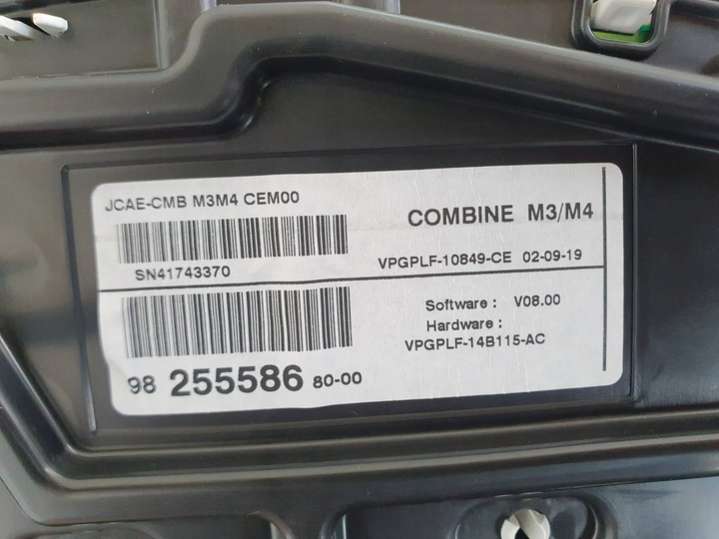 JCAE-CMB M3M4 CEM00
SN41743370
COMBINE M3/M4
VPGPLF-10849-CE 02-09-19
Software : V08.00
Hardware :
VPGPLF-14B115-AC
98 255586 80-00